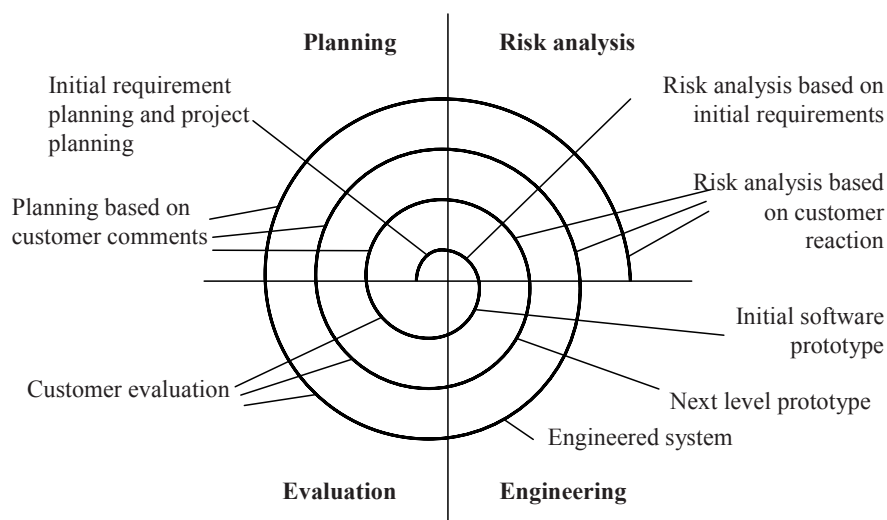 Planning
Risk analysis
Initial requirement
planning and project
planning
Risk analysis based on
initial requirements
Planning based on
customer comments
Risk analysis based
on customer
reaction
Initial software
prototype
Customer evaluation
Next level prototype
Engineered system
Evaluation
Engineering